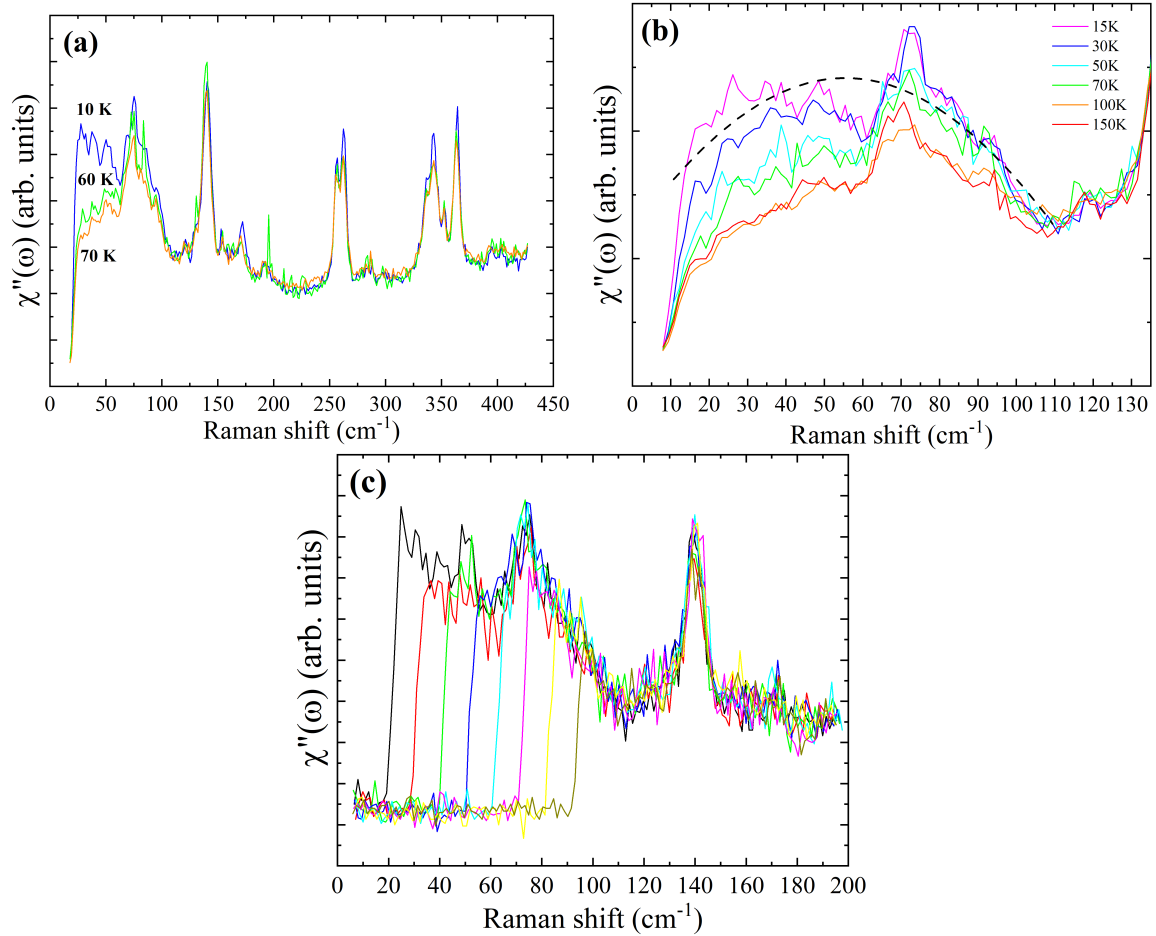 (a)
10 K
60 K
70 K
χ''(ω) (arb. units)
0 50 100 150 200 250 300 350 400 450
Raman shift (cm⁻¹)
(b)
15K
30K
50K
70K
100K
150K
χ''(ω) (arb. units)
0 10 20 30 40 50 60 70 80 90 100 110 120 130
Raman shift (cm⁻¹)
(c)
χ''(ω) (arb. units)
0 20 40 60 80 100 120 140 160 180 200
Raman shift (cm⁻¹)